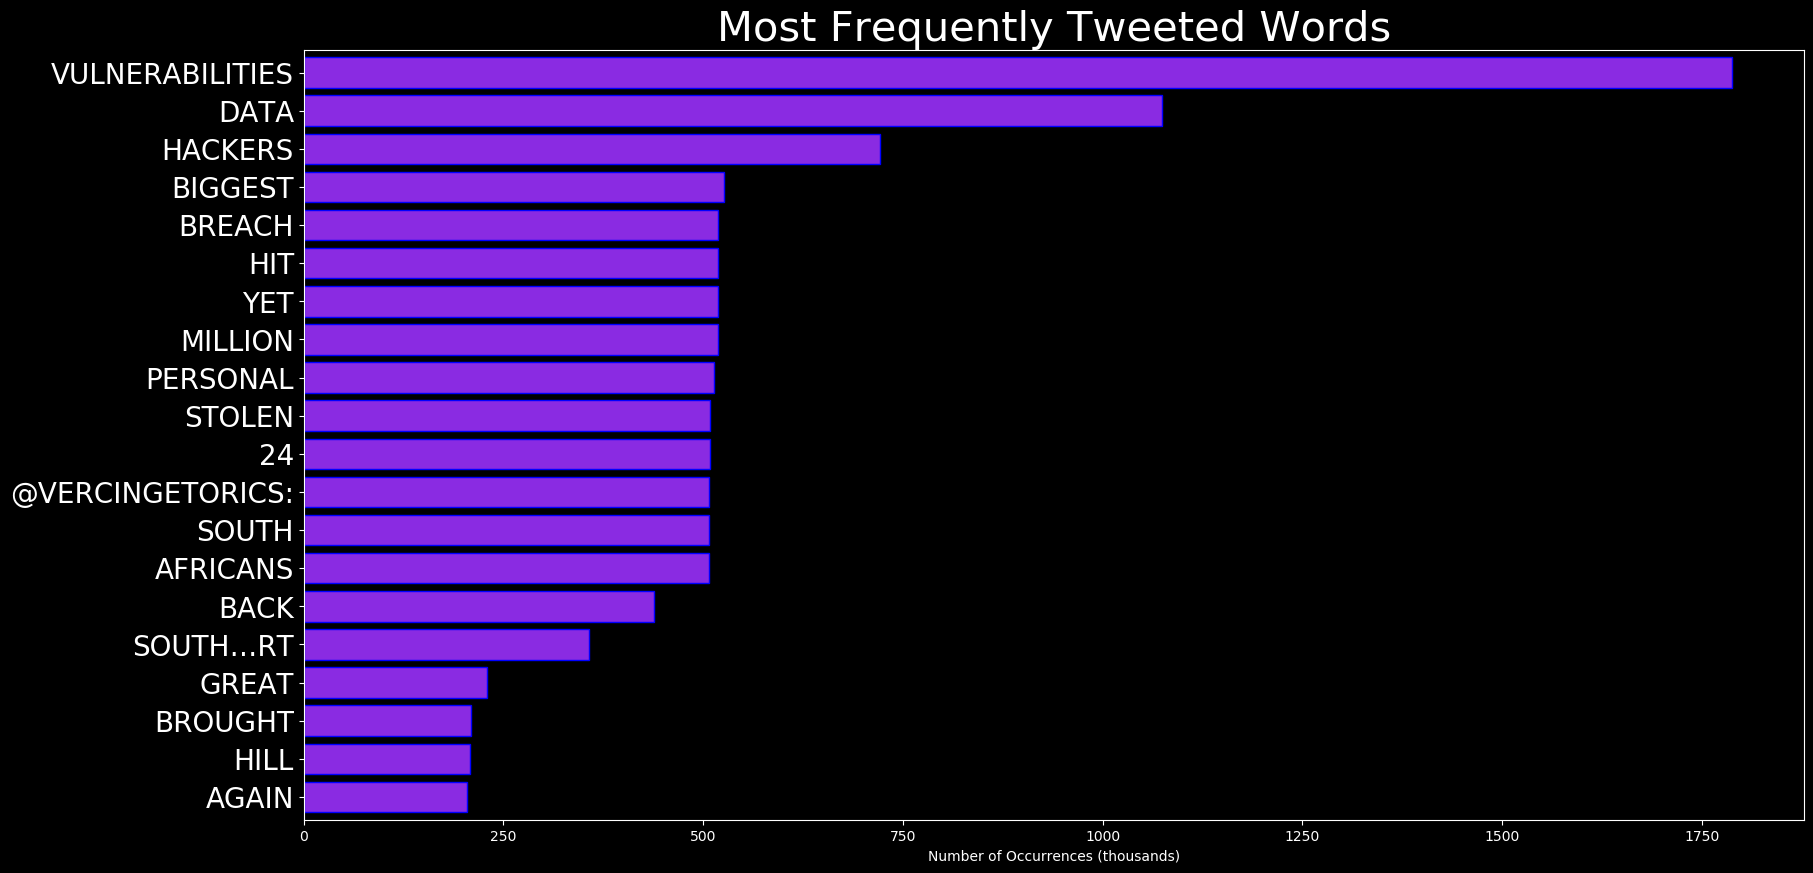 Most Frequently Tweeted Words
VULNERABILITIES
DATA
HACKERS
BIGGEST
BREACH
HIT
YET
MILLION
PERSONAL
STOLEN
24
@VERCINGETORICS:
SOUTH
AFRICANS
BACK
SOUTH…RT
GREAT
BROUGHT
HILL
AGAIN
0 250 500 750 1000 1250 1500 1750
Number of Occurrences (thousands)